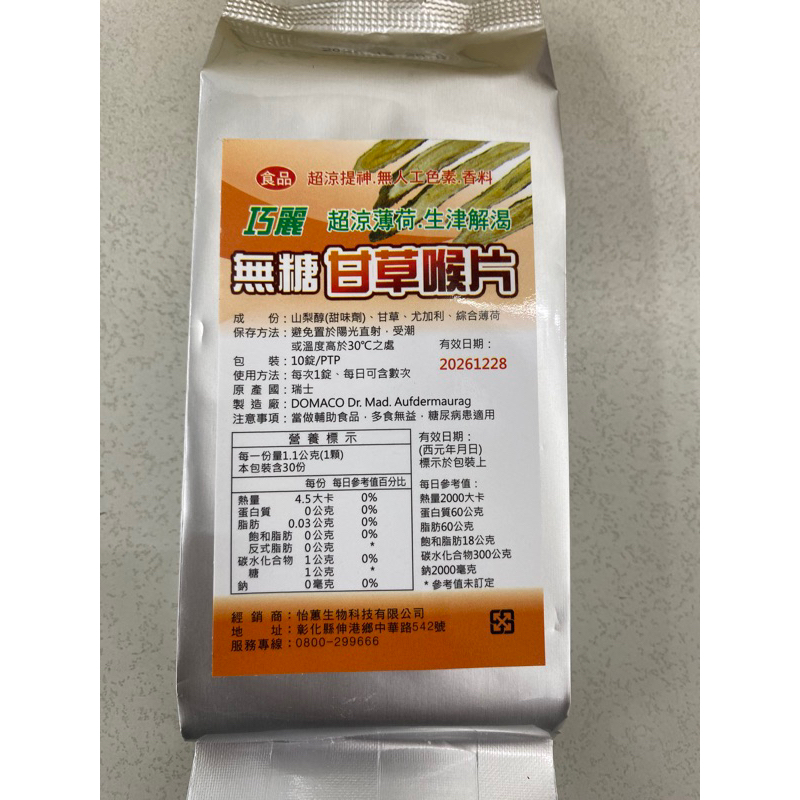 食品 超涼提神.無人工色素.香料
巧麗 超涼薄荷.生津解渴
無糖甘草喉片
成　份：山梨醇(甜味劑)、甘草、尤加利、綜合薄荷
保存方法：避免置於陽光直射，受潮
或溫度高於30℃之處
有效日期：
20261228
包　裝：10錠/PTP
使用方法：每次1錠、每日可含數次
原產國：瑞士
製造廠：DOMACO Dr. Mad. Aufdermaurag
注意事項：當做輔助食品，多食無益，糖尿病患適用
營養標示
每一份量1.1公克(1顆)
本包裝含30份
每份 每日參考值百分比
熱量 4.5大卡 0%
蛋白質 0公克 0%
脂肪 0.03公克 0%
飽和脂肪 0公克 0%
反式脂肪 0公克 *
碳水化合物 1公克 0%
糖 1公克 *
鈉 0毫克 0%
有效日期：
(西元年月日)
標示於包裝上
每日參考值：
熱量2000大卡
蛋白質60公克
脂肪60公克
飽和脂肪18公克
碳水化合物300公克
鈉2000毫克
*參考值未訂定
經銷商：怡蕙生物科技有限公司
地　址：彰化縣伸港鄉中華路542號
服務專線：0800-299666